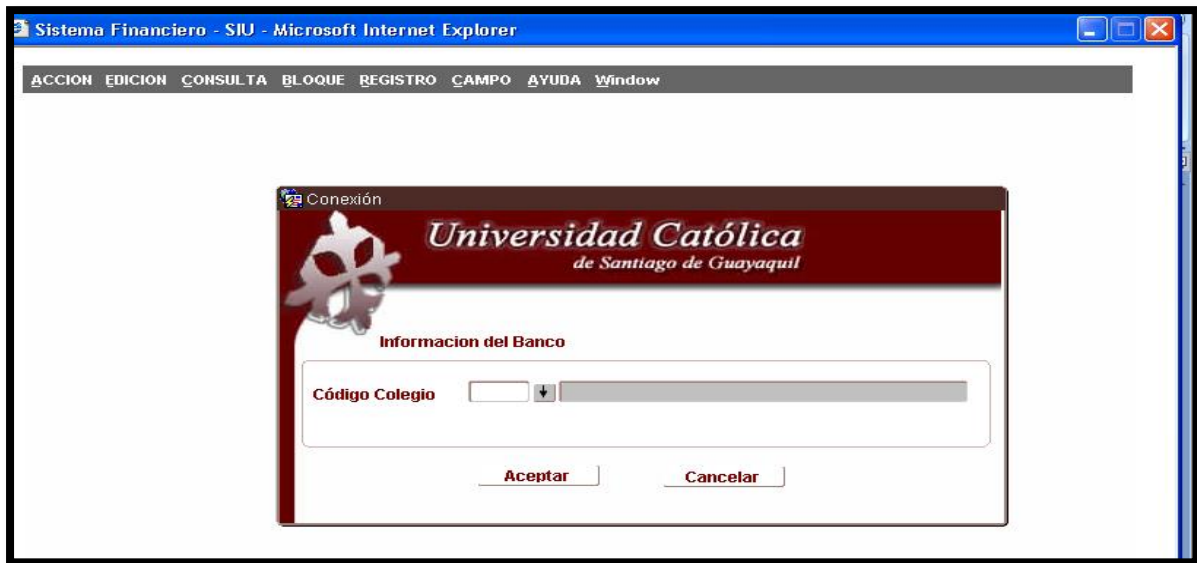 Sistema Financiero - SIU - Microsoft Internet Explorer
ACCION EDICION CONSULTA BLOQUE REGISTRO CAMPO AYUDA Window
Conexión
Universidad Católica
de Santiago de Guayaquil
Informacion del Banco
Código Colegio
Aceptar Cancelar